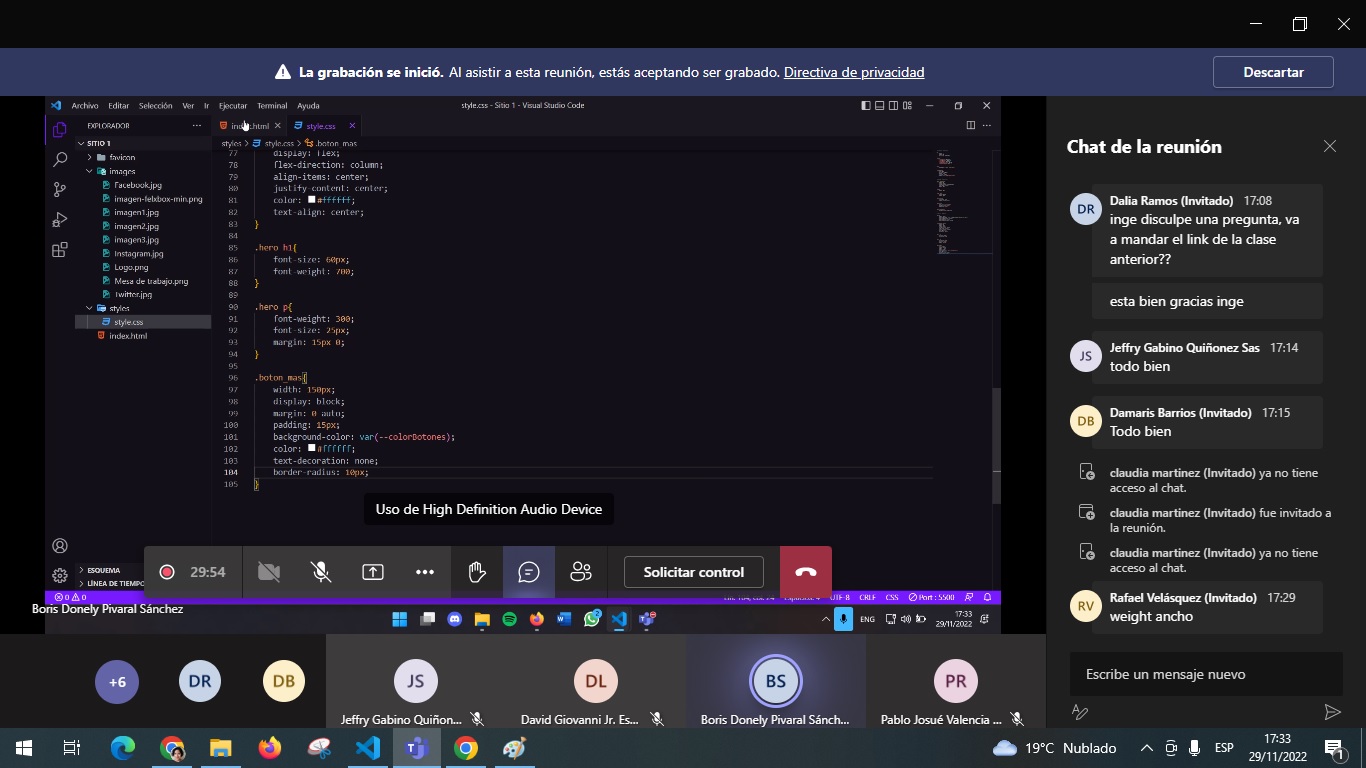 La grabación se inició. Al asistir a esta reunión, estás aceptando ser grabado. Directiva de privacidad
Descartar
Archivo Editar Selección Ver Ir Ejecutar Terminal Ayuda
style.css - Sitio 1 - Visual Studio Code
EXPLORADOR
SITIO 1
favicon
images
Facebook.jpg
imagen-felxbox-min.png
imagen1.jpg
imagen2.jpg
imagen3.jpg
Instagram.jpg
Logo.png
Mesa de trabajo.png
Twitter.jpg
styles
style.css
index.html
ESQUEMA
LÍNEA DE TIEMPO
style.css
styles > style.css > .boton_mas
77 display: flex;
78 flex-direction: column;
79 align-items: center;
80 justify-content: center;
81 color: #ffffff;
82 text-align: center;
83 }
84
85 .hero h1{
86 font-size: 60px;
87 font-weight: 700;
88 }
89
90 .hero p{
91 font-weight: 300;
92 font-size: 25px;
93 margin: 15px 0;
94 }
95
96 .boton_mas{
97 width: 150px;
98 display: block;
99 margin: 0 auto;
100 padding: 15px;
101 background-color: var(--colorBotones);
102 color: #ffffff;
103 text-decoration: none;
104 border-radius: 10px;
105 }
Uso de High Definition Audio Device
29:54
Solicitar control
0 0
UTF-8 CRLF CSS Port : 5500
Boris Donely Pivaral Sánchez
2
ENG
17:33
29/11/2022
+6
DR
DB
JS
Jeffry Gabino Quiñon...
DL
David Giovanni Jr. Es...
BS
Boris Donely Pivaral Sánch...
PR
Pablo Josué Valencia ...
Chat de la reunión
DR
Dalia Ramos (Invitado) 17:08
inge disculpe una pregunta, va
a mandar el link de la clase
anterior??
esta bien gracias inge
JS
Jeffry Gabino Quiñonez Sas 17:14
todo bien
DB
Damaris Barrios (Invitado) 17:15
Todo bien
claudia martinez (Invitado) ya no tiene
acceso al chat.
claudia martinez (Invitado) fue invitado a
la reunión.
claudia martinez (Invitado) ya no tiene
acceso al chat.
RV
Rafael Velásquez (Invitado) 17:29
weight ancho
Escribe un mensaje nuevo
19°C Nublado
ESP
17:33
29/11/2022
1